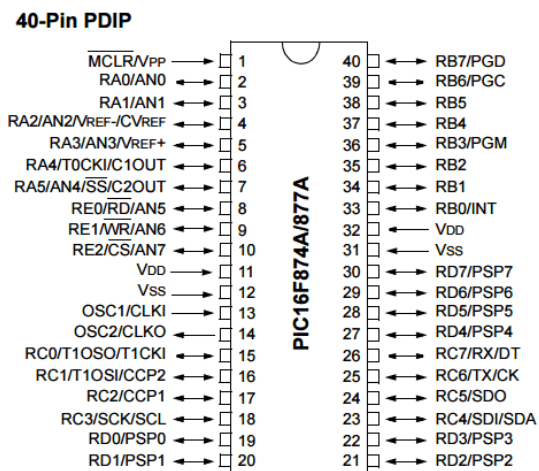 40-Pin PDIP
MCLR/VPP 1 40 RB7/PGD
RA0/AN0 2 39 RB6/PGC
RA1/AN1 3 38 RB5
RA2/AN2/VREF-/CVREF 4 37 RB4
RA3/AN3/VREF+ 5 36 RB3/PGM
RA4/T0CKI/C1OUT 6 35 RB2
RA5/AN4/SS/C2OUT 7 34 RB1
RE0/RD/AN5 8 33 RB0/INT
RE1/WR/AN6 9 32 VDD
RE2/CS/AN7 10 31 VSS
VDD 11 30 RD7/PSP7
VSS 12 29 RD6/PSP6
OSC1/CLKI 13 28 RD5/PSP5
OSC2/CLKO 14 27 RD4/PSP4
RC0/T1OSO/T1CKI 15 26 RC7/RX/DT
RC1/T1OSI/CCP2 16 25 RC6/TX/CK
RC2/CCP1 17 24 RC5/SDO
RC3/SCK/SCL 18 23 RC4/SDI/SDA
RD0/PSP0 19 22 RD3/PSP3
RD1/PSP1 20 21 RD2/PSP2
PIC16F874A/877A